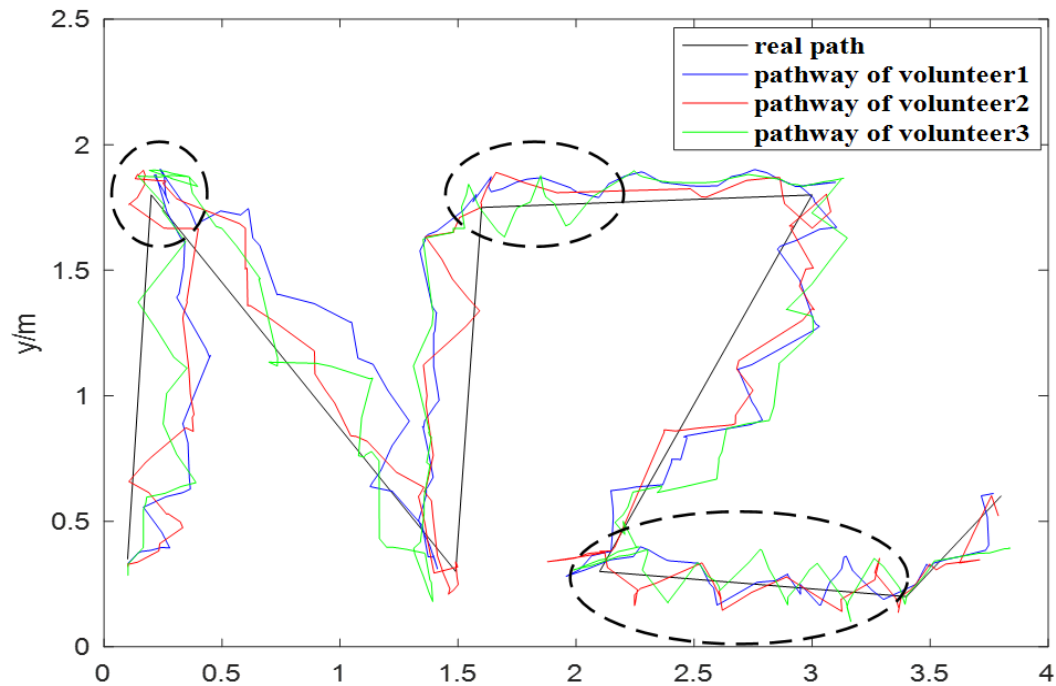 2.5
real path
pathway of volunteer1
pathway of volunteer2
pathway of volunteer3
2
1.5
y/m
1
0.5
0
0 0.5 1 1.5 2 2.5 3 3.5 4